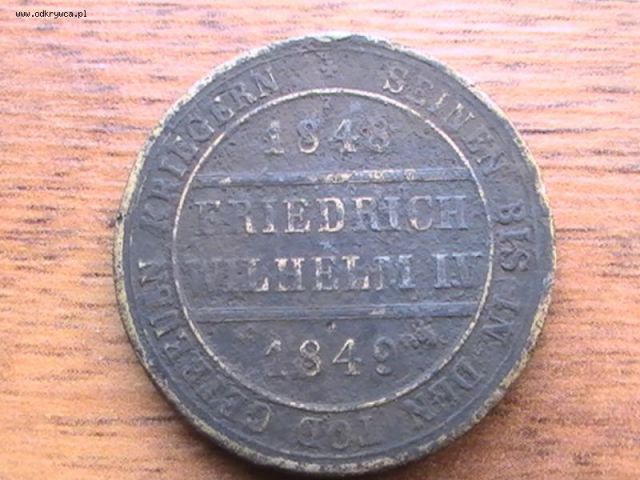 www.odkrywca.pl
SEINEN BIS IN DEN TOD GETREUEN KRIEGERN
1848
FRIEDRICH
WILHELM IV
1849